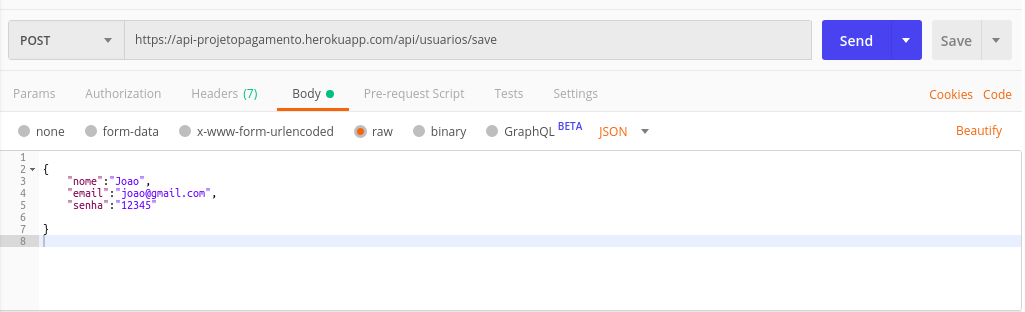 POST https://api-projetopagamento.herokuapp.com/api/usuarios/save Send Save
Params Authorization Headers (7) Body Pre-request Script Tests Settings Cookies Code
none form-data x-www-form-urlencoded raw binary GraphQL BETA JSON Beautify
1
2 {
3 "nome":"Joao",
4 "email":"joao@gmail.com",
5 "senha":"12345"
6
7 }
8